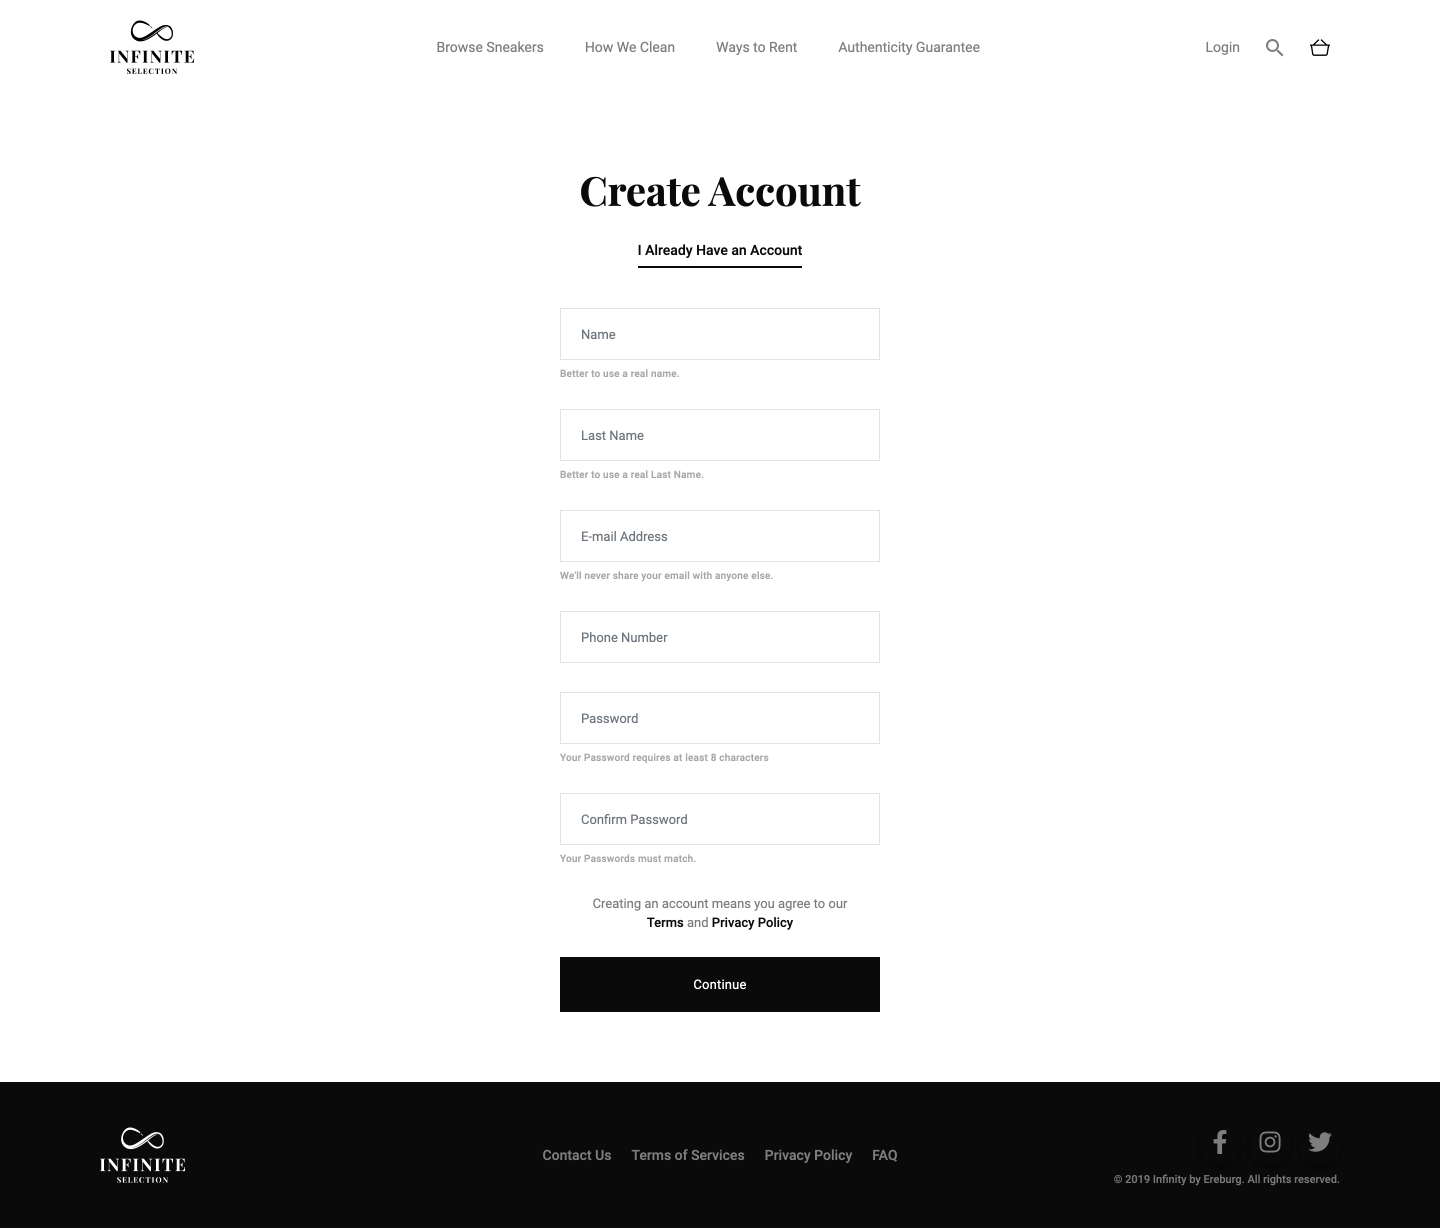 INFINITE
SELECTION
Browse Sneakers How We Clean Ways to Rent Authenticity Guarantee Login
Create Account
I Already Have an Account
Name
Better to use a real name.
Last Name
Better to use a real Last Name.
E-mail Address
We'll never share your email with anyone else.
Phone Number
Password
Your Password requires at least 8 characters
Confirm Password
Your Passwords must match.
Creating an account means you agree to our
Terms and Privacy Policy
Continue
INFINITE
SELECTION
Contact Us Terms of Services Privacy Policy FAQ
© 2019 Infinity by Ereburg. All rights reserved.